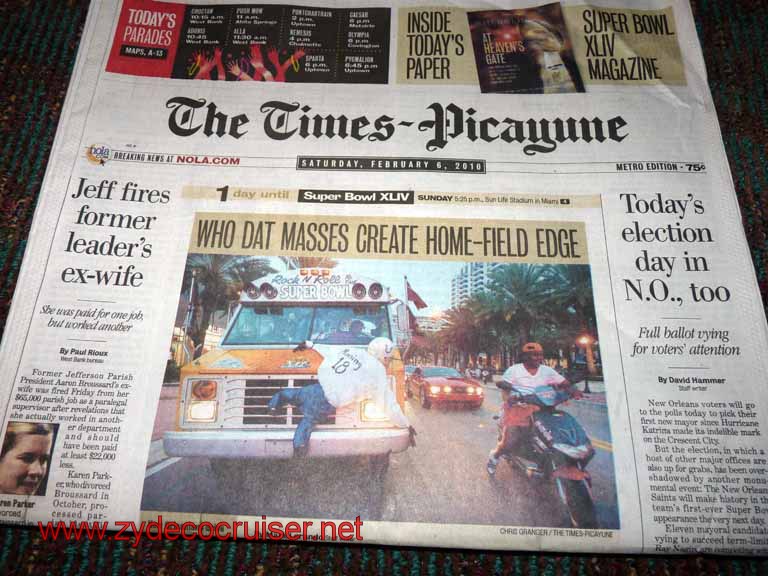 TODAY'S
PARADES
MAPS, A-13
CHOCTAW
10:15 a.m.
West Bank
ADONIS
10:45
West Bank
PUSH MOW
11 a.m.
Abita Springs
ALLA
11:30 a.m.
West Bank
PONTCHARTRAIN
2 p.m.
Uptown
NEMESIS
4 p.m.
Chalmette
SPARTA
6 p.m.
Uptown
CAESAR
6 p.m.
Metairie
OLYMPIA
6 p.m.
Covington
PYGMALION
6:45 p.m.
Uptown
INSIDE
TODAY'S
PAPER
AT
HEAVEN'S
GATE
SUPER BOWL
XLIV
MAGAZINE
The Times-Picayune
nola
BREAKING NEWS AT NOLA.COM
SATURDAY, FEBRUARY 6, 2010
METRO EDITION • 75¢
Jeff fires
former
leader's
ex-wife
She was paid for one job,
but worked another
By Paul Rioux
West Bank bureau
Former Jefferson Parish
President Aaron Broussard's ex-
wife was fired Friday from her
$65,000 parish job as a paralegal
supervisor after revelations that
she actually worked in anoth-
er department
and should
have been paid
at least $22,000
less.
Karen Park-
er, who divorced
Broussard in
October, pro-
cessed par-
ren Parker
vorced
1 day until Super Bowl XLIV SUNDAY 5:25 p.m., Sun Life Stadium in Miami
WHO DAT MASSES CREATE HOME-FIELD EDGE
Rock N Roll
SUPER BOWL
18
CHRIS GRANGER / THE TIMES-PICAYUNE
Today's
election
day in
N.O., too
Full ballot vying
for voters' attention
By David Hammer
Staff writer
New Orleans voters will go
to the polls today to pick their
first new mayor since Hurricane
Katrina made its indelible mark
on the Crescent City.
But the election, in which a
host of other major offices are
also up for grabs, has been over-
shadowed by another monu-
mental event: The New Orleans
Saints will make history in the
team's first-ever Super Bowl
appearance the very next day.
Eleven mayoral candidat
vying to succeed term-limi
Ray Nagin are competing
www.zydecocruiser.net